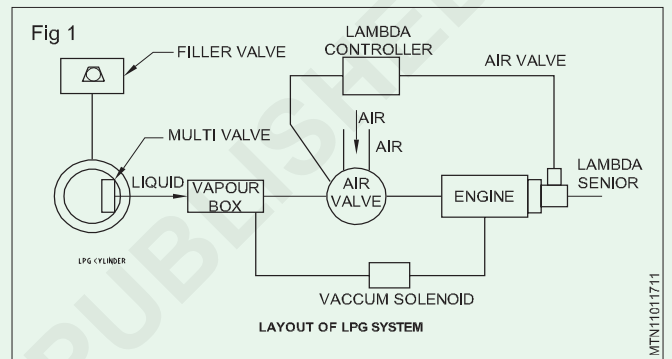 Fig 1
FILLER VALVE
LAMBDA
CONTROLLER
AIR VALVE
AIR
AIR
MULTI VALVE
LIQUID
VAPOUR
BOX
AIR
VALVE
ENGINE
LAMBDA
SENIOR
LPG CYLINDER
VACCUM SOLENOID
LAYOUT OF LPG SYSTEM
MTN11011711
PUBLISHED